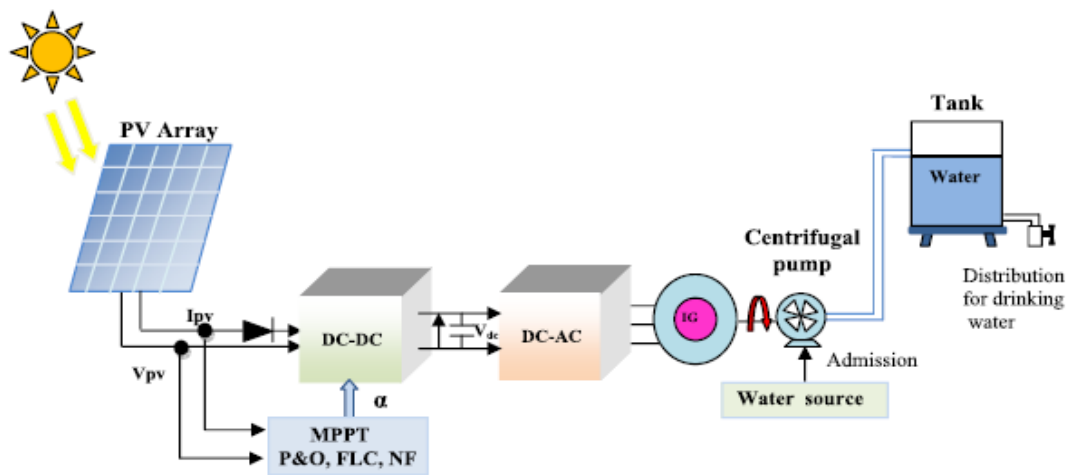 Tank
PV Array
Water
Centrifugal
pump
Distribution
for drinking
water
Ipv
IG
DC-DC
Vdc
DC-AC
Vpv
Admission
α
Water source
MPPT
P&O, FLC, NF